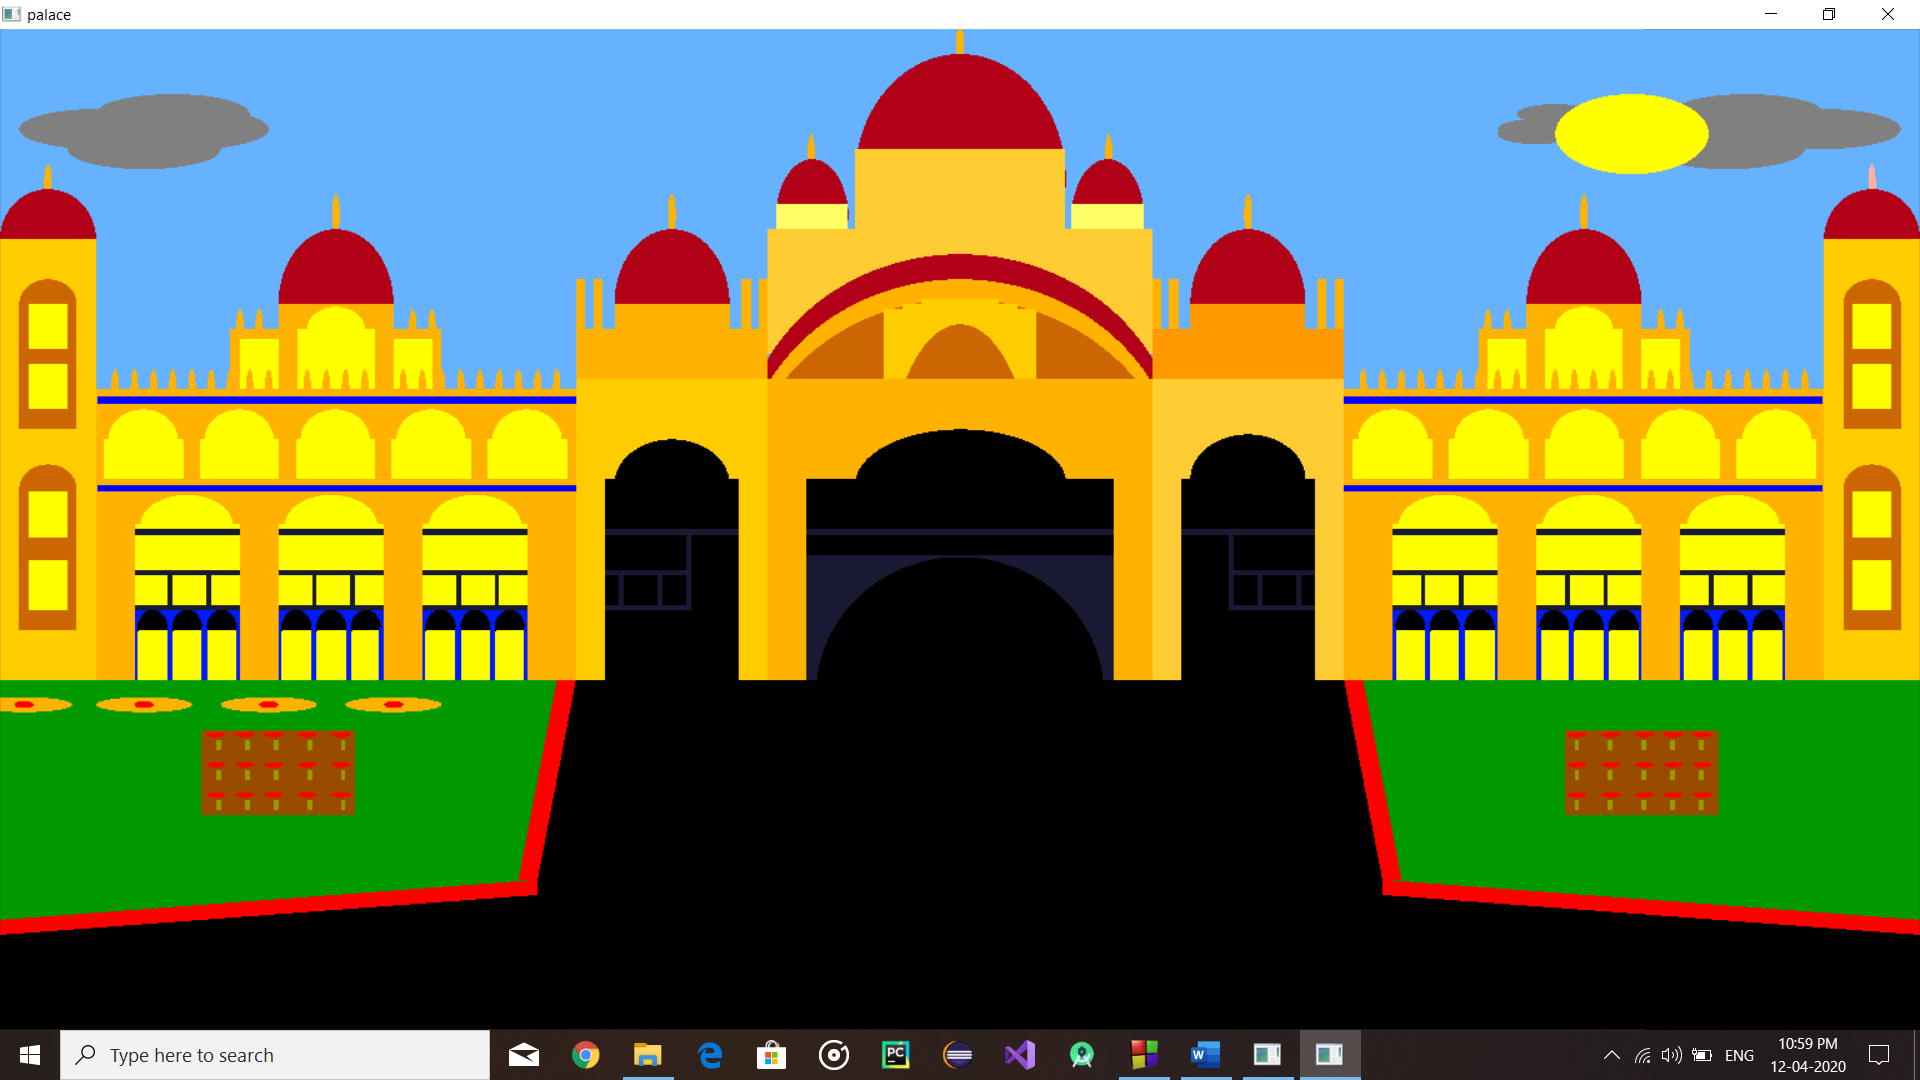 palace
Type here to search
PC
W
ENG
10:59 PM
12-04-2020